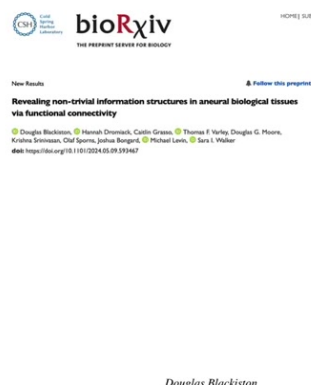 CSH
Cold
Spring
Harbor
Laboratory
bioRχiv
THE PREPRINT SERVER FOR BIOLOGY
HOME| SU
New Results
Follow this preprint
Revealing non-trivial information structures in aneural biological tissues
via functional connectivity
Douglas Blackiston, Hannah Dromiack, Caitlin Grasso, Thomas F Varley, Douglas G. Moore,
Krishna Srinivasan, Olaf Sporns, Joshua Bongard, Michael Levin, Sara I. Walker
doi: https://doi.org/10.1101/2024.05.09.593467
Douglas Blackiston